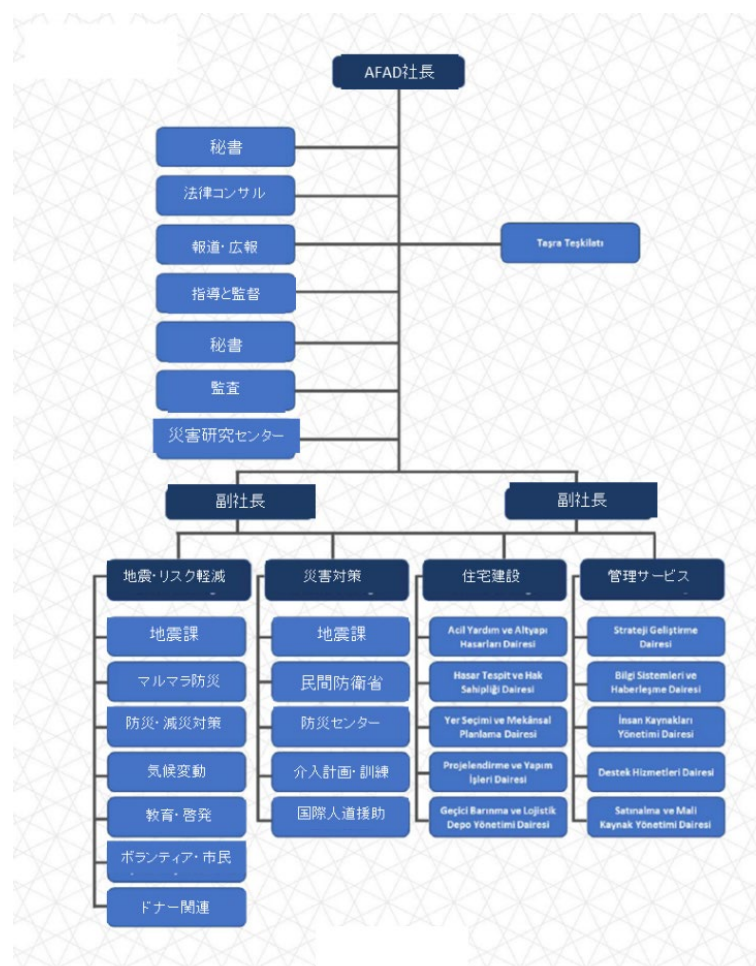 AFAD社長
秘書
法律コンサル
報道・広報
Taşra Teşkilatı
指導と監督
秘書
監査
災害研究センター
副社長
副社長
地震・リスク軽減
災害対策
住宅建設
管理サービス
地震課
マルマラ防災
防災・減災対策
気候変動
教育・啓発
ボランティア・市民
ドナー関連
地震課
民間防衛省
防災センター
介入計画・訓練
国際人道援助
Acil Yardım ve Altyapı
Hasarları Dairesi
Hasar Tespit ve Hak
Sahipliği Dairesi
Yer Seçimi ve Mekânsal
Planlama Dairesi
Projelendirme ve Yapım
İşleri Dairesi
Geçici Barınma ve Lojistik
Depo Yönetimi Dairesi
Strateji Geliştirme
Dairesi
Bilgi Sistemleri ve
Haberleşme Dairesi
İnsan Kaynakları
Yönetimi Dairesi
Destek Hizmetleri Dairesi
Satınalma ve Mali
Kaynak Yönetimi Dairesi